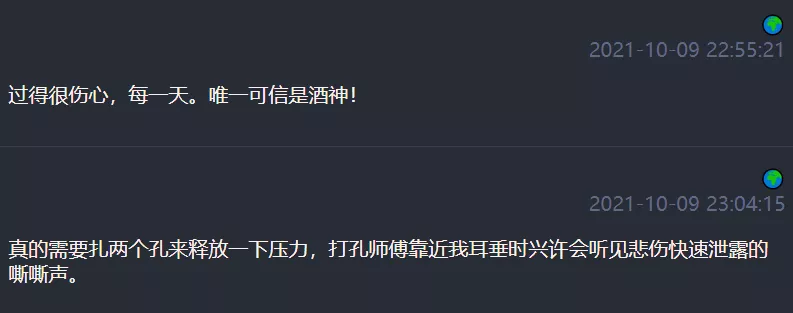 2021-10-09 22:55:21
过得很伤心，每一天。唯一可信是酒神！
2021-10-09 23:04:15
真的需要扎两个孔来释放一下压力，打孔师傅靠近我耳垂时兴许会听见悲伤快速泄露的
嘶嘶声。